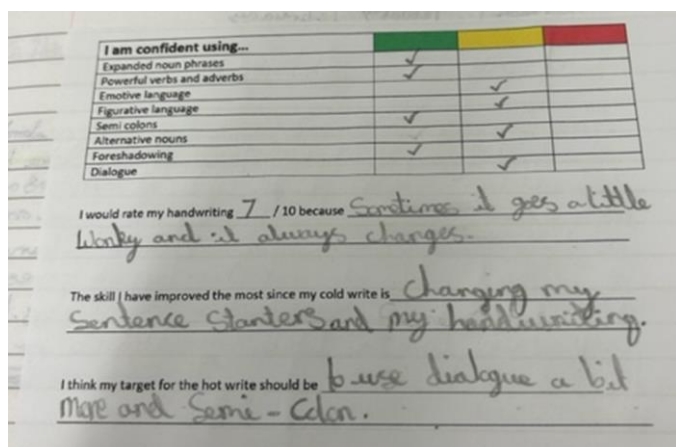 I am confident using...
Expanded noun phrases ✓
Powerful verbs and adverbs ✓
Emotive language ✓
Figurative language ✓
Semi colons ✓
Alternative nouns ✓
Foreshadowing ✓
Dialogue ✓
I would rate my handwriting 7 /10 because Sometimes it goes a little
Wonky and it always changes.
The skill I have improved the most since my cold write is changing my
Sentence Starters and my handwriting.
I think my target for the hot write should be to use dialogue a bit
More and Semi-Colon.